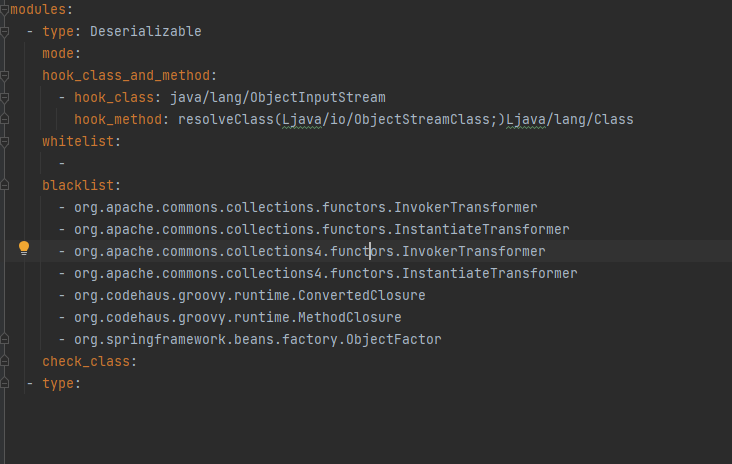 modules:
  - type: Deserializable
    mode:
    hook_class_and_method:
      - hook_class: java/lang/ObjectInputStream
        hook_method: resolveClass(Ljava/io/ObjectStreamClass;)Ljava/lang/Class
    whitelist:
      -
    blacklist:
      - org.apache.commons.collections.functors.InvokerTransformer
      - org.apache.commons.collections.functors.InstantiateTransformer
      - org.apache.commons.collections4.functors.InvokerTransformer
      - org.apache.commons.collections4.functors.InstantiateTransformer
      - org.codehaus.groovy.runtime.ConvertedClosure
      - org.codehaus.groovy.runtime.MethodClosure
      - org.springframework.beans.factory.ObjectFactor
    check_class:
  - type: